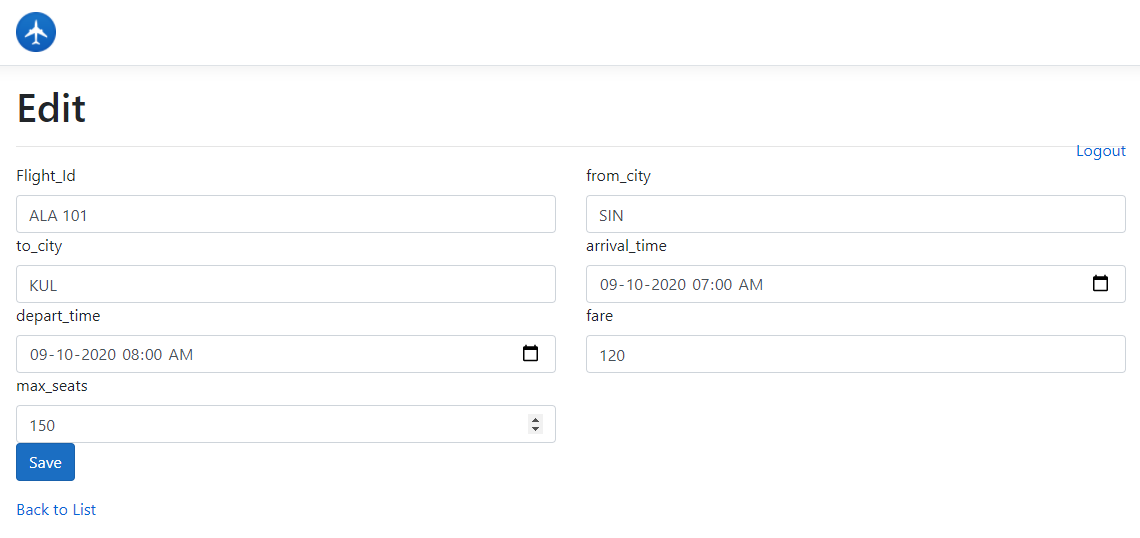 Edit
Logout
Flight_Id
from_city
ALA 101
SIN
to_city
arrival_time
KUL
09-10-2020 07:00 AM
depart_time
fare
09-10-2020 08:00 AM
120
max_seats
150
Save
Back to List